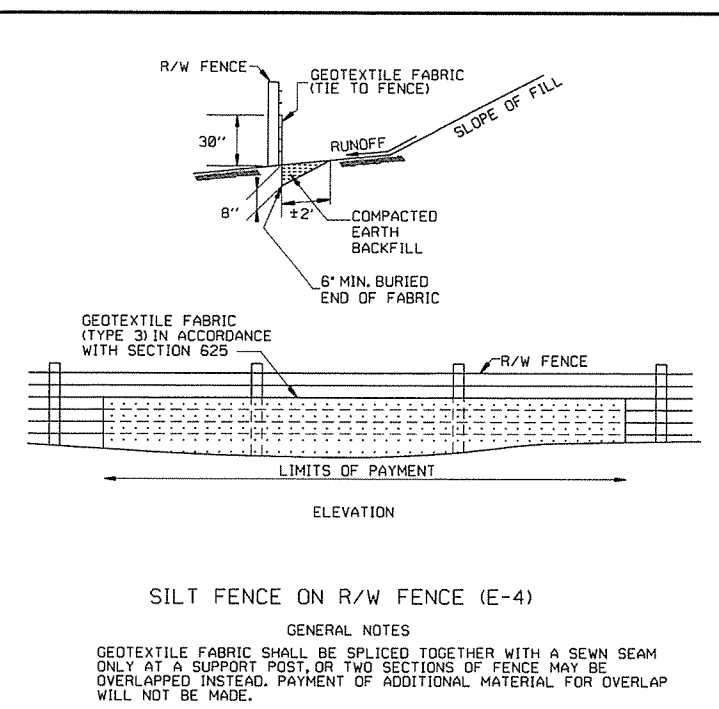 R/W FENCE
GEOTEXTILE FABRIC
(TIE TO FENCE)
SLOPE OF FILL
30"
RUNOFF
8"
±2'
COMPACTED
EARTH
BACKFILL
6" MIN. BURIED
END OF FABRIC
GEOTEXTILE FABRIC
(TYPE 3) IN ACCORDANCE
WITH SECTION 625
R/W FENCE
LIMITS OF PAYMENT
ELEVATION
SILT FENCE ON R/W FENCE (E-4)
GENERAL NOTES
GEOTEXTILE FABRIC SHALL BE SPLICED TOGETHER WITH A SEWN SEAM
ONLY AT A SUPPORT POST, OR TWO SECTIONS OF FENCE MAY BE
OVERLAPPED INSTEAD. PAYMENT OF ADDITIONAL MATERIAL FOR OVERLAP
WILL NOT BE MADE.